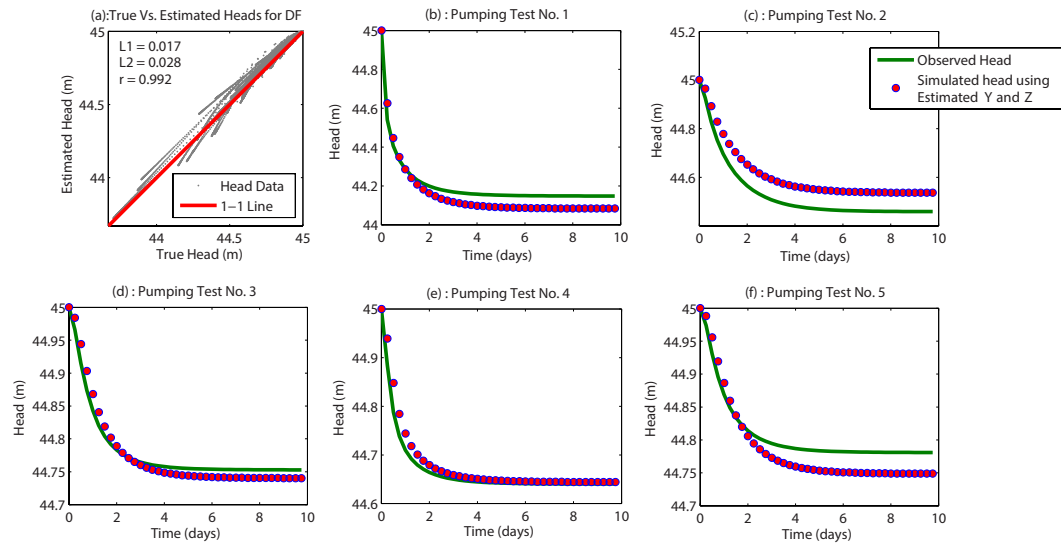 (a):True Vs. Estimated Heads for DF
L1 = 0.017
L2 = 0.028
r = 0.992
45
44.5
44
Estimated Head (m)
Head Data
1−1 Line
44
44.5
45
True Head (m)
(b) : Pumping Test No. 1
45
44.8
44.6
44.4
44.2
44
Head (m)
0
2
4
6
8
10
Time (days)
(c) : Pumping Test No. 2
45.2
45
44.8
44.6
Head (m)
Observed Head
Simulated head using
Estimated Y and Z
0
2
4
6
8
10
Time (days)
(d) : Pumping Test No. 3
45
44.95
44.9
44.85
44.8
44.75
44.7
Head (m)
0
2
4
6
8
10
Time (days)
(e) : Pumping Test No. 4
45
44.9
44.8
44.7
44.6
Head (m)
0
2
4
6
8
10
Time (days)
(f) : Pumping Test No. 5
45
44.95
44.9
44.85
44.8
44.75
44.7
Head (m)
0
2
4
6
8
10
Time (days)